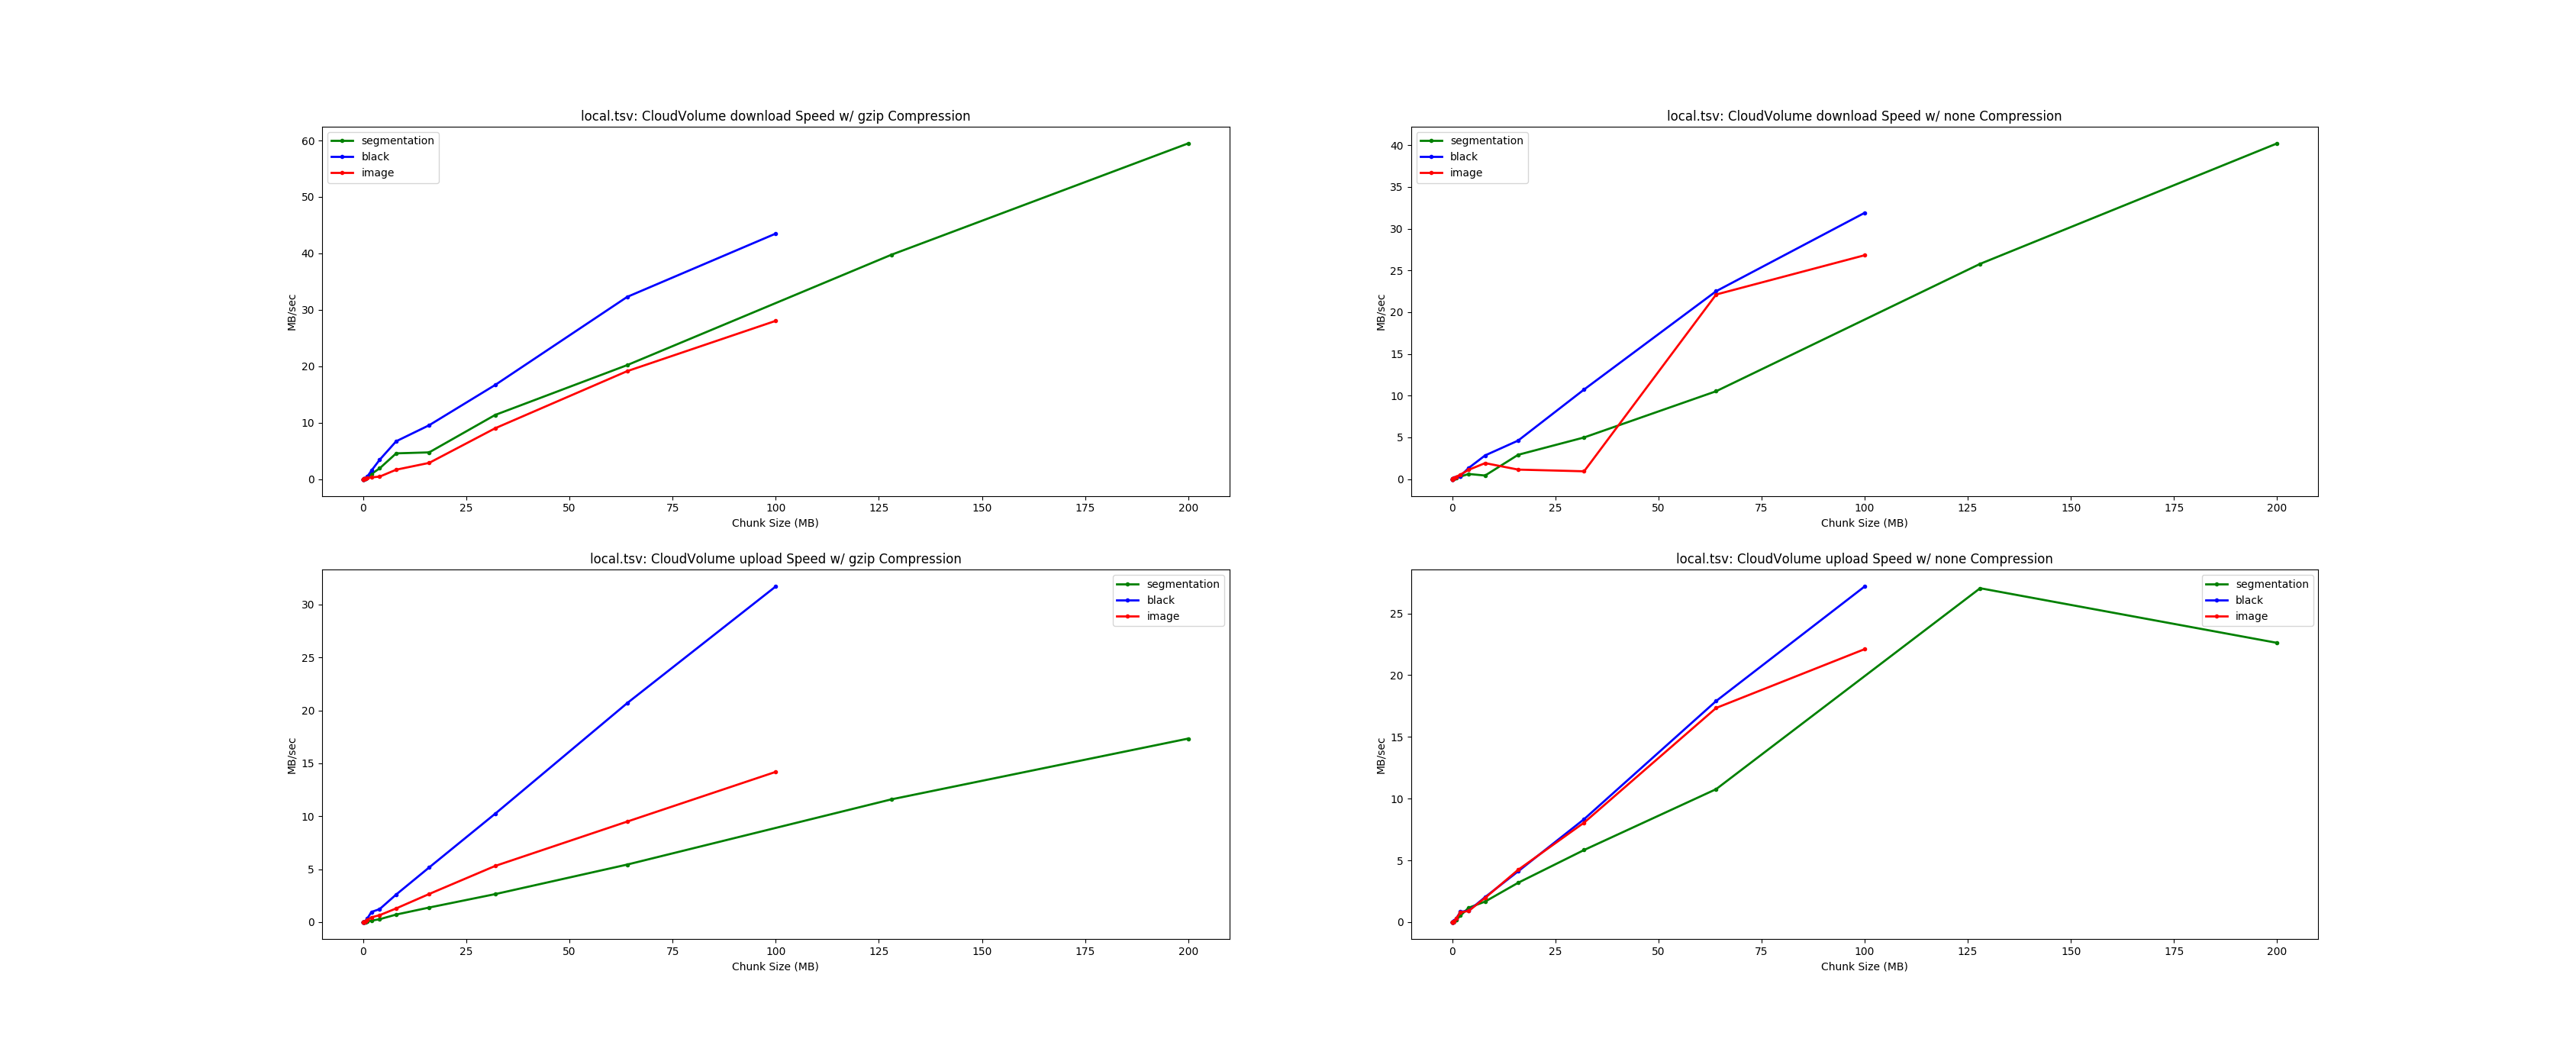 local.tsv: CloudVolume download Speed w/ gzip Compression
60
50
40
30
20
10
0
MB/sec
segmentation
black
image
0 25 50 75 100 125 150 175 200
Chunk Size (MB)
local.tsv: CloudVolume download Speed w/ none Compression
40
35
30
25
20
15
10
5
0
MB/sec
segmentation
black
image
0 25 50 75 100 125 150 175 200
Chunk Size (MB)
local.tsv: CloudVolume upload Speed w/ gzip Compression
30
25
20
15
10
5
0
MB/sec
segmentation
black
image
0 25 50 75 100 125 150 175 200
Chunk Size (MB)
local.tsv: CloudVolume upload Speed w/ none Compression
25
20
15
10
5
0
MB/sec
segmentation
black
image
0 25 50 75 100 125 150 175 200
Chunk Size (MB)